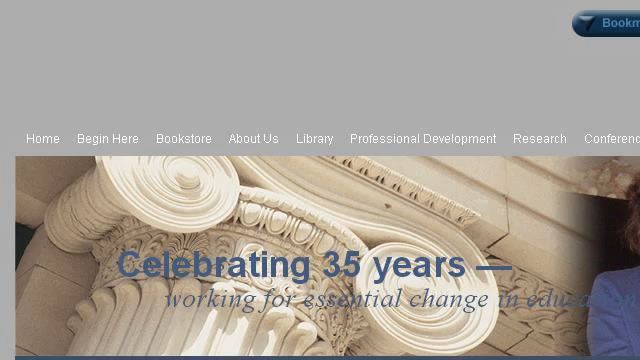 Bookm
Home Begin Here Bookstore About Us Library Professional Development Research Conferenc
Celebrating 35 years —
working for essential change in education